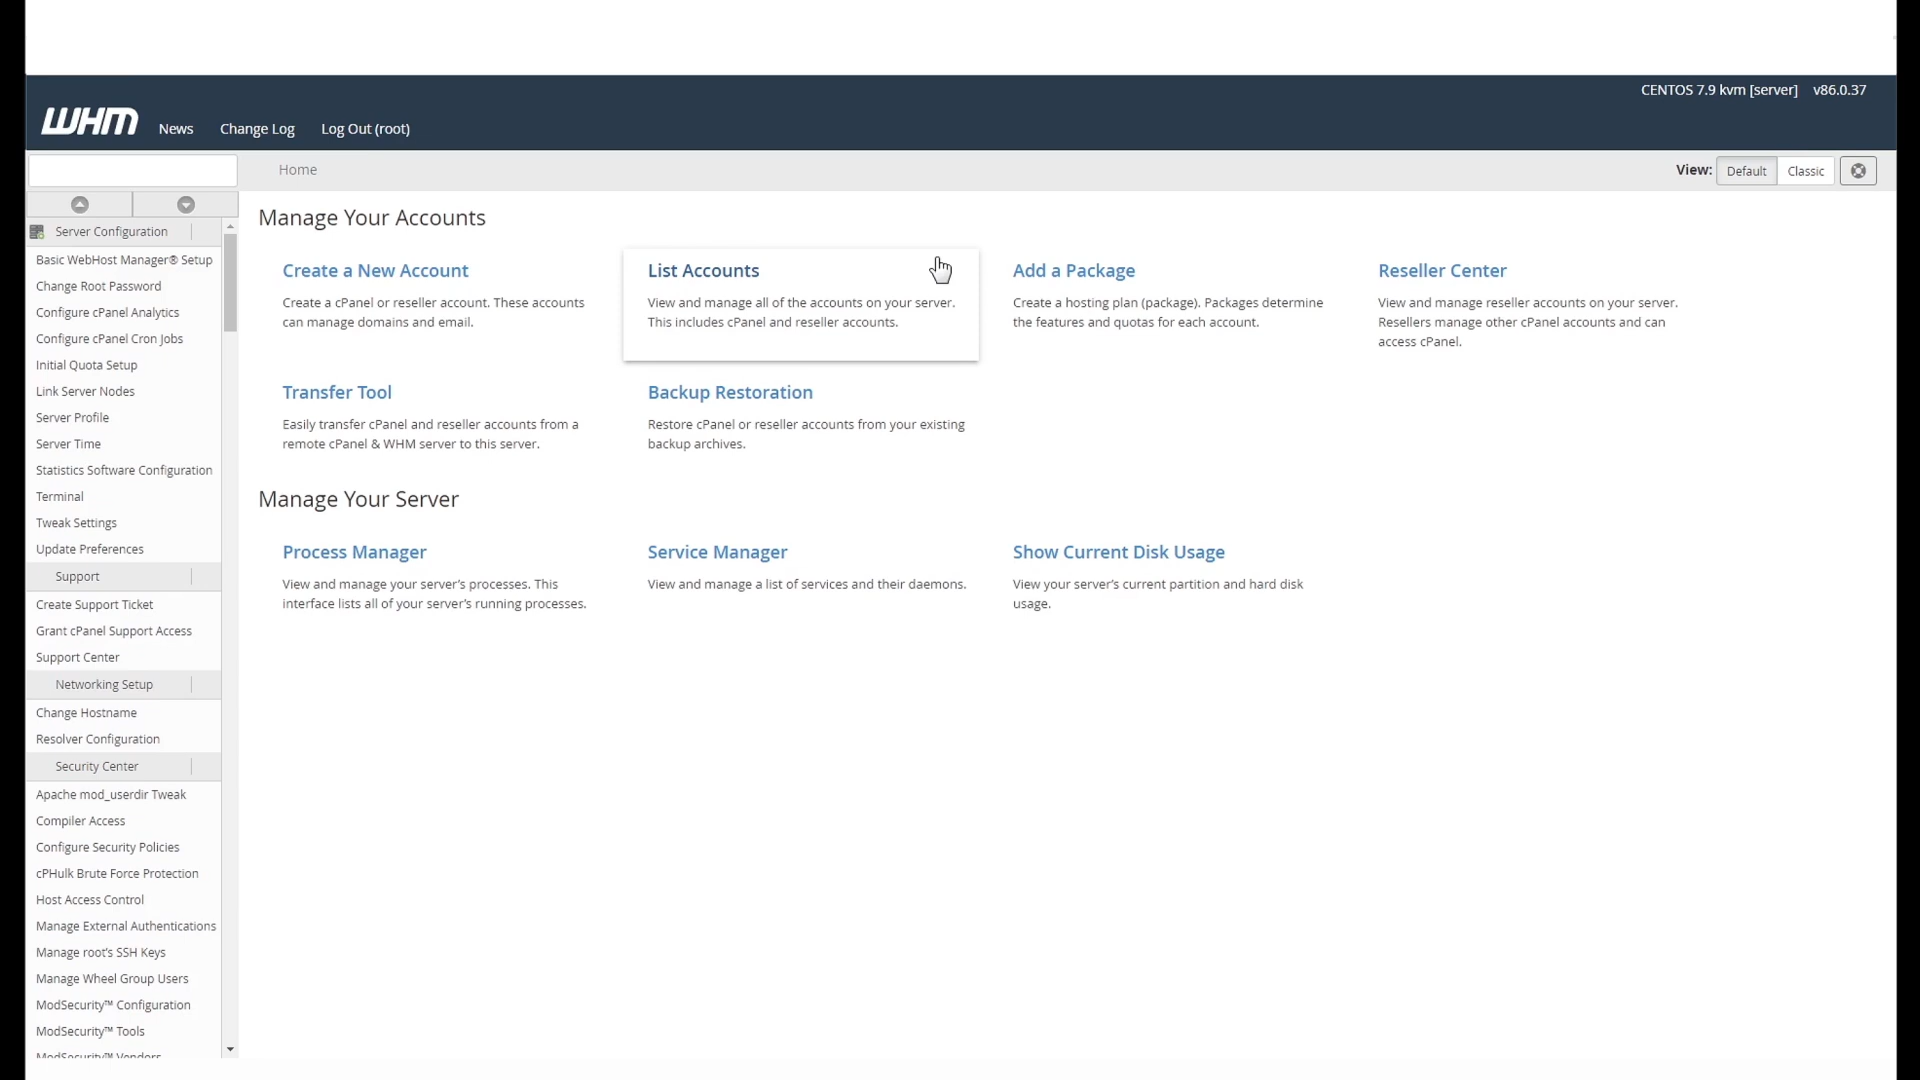 CENTOS 7.9 kvm [server] v86.0.37
WHM News Change Log Log Out (root)
Home View: Default Classic
Server Configuration
Basic WebHost Manager® Setup
Change Root Password
Configure cPanel Analytics
Configure cPanel Cron Jobs
Initial Quota Setup
Link Server Nodes
Server Profile
Server Time
Statistics Software Configuration
Terminal
Tweak Settings
Update Preferences
Support
Create Support Ticket
Grant cPanel Support Access
Support Center
Networking Setup
Change Hostname
Resolver Configuration
Security Center
Apache mod_userdir Tweak
Compiler Access
Configure Security Policies
cPHulk Brute Force Protection
Host Access Control
Manage External Authentications
Manage root's SSH Keys
Manage Wheel Group Users
ModSecurity™ Configuration
ModSecurity™ Tools
ModSecurity™ Vendors
Manage Your Accounts
Create a New Account
Create a cPanel or reseller account. These accounts
can manage domains and email.
List Accounts
View and manage all of the accounts on your server.
This includes cPanel and reseller accounts.
Add a Package
Create a hosting plan (package). Packages determine
the features and quotas for each account.
Reseller Center
View and manage reseller accounts on your server.
Resellers manage other cPanel accounts and can
access cPanel.
Transfer Tool
Easily transfer cPanel and reseller accounts from a
remote cPanel & WHM server to this server.
Backup Restoration
Restore cPanel or reseller accounts from your existing
backup archives.
Manage Your Server
Process Manager
View and manage your server's processes. This
interface lists all of your server's running processes.
Service Manager
View and manage a list of services and their daemons.
Show Current Disk Usage
View your server's current partition and hard disk
usage.